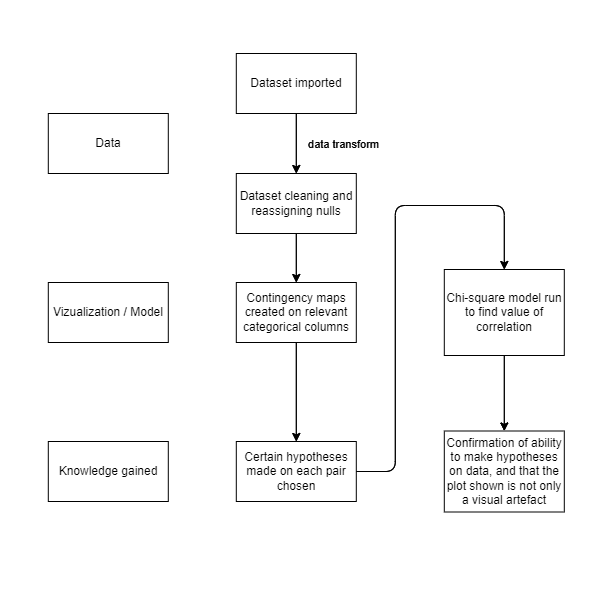 Dataset imported
Data
data transform
Dataset cleaning and
reassigning nulls
Vizualization / Model
Contingency maps
created on relevant
categorical columns
Chi-square model run
to find value of
correlation
Knowledge gained
Certain hypotheses
made on each pair
chosen
Confirmation of ability
to make hypotheses
on data, and that the
plot shown is not only
a visual artefact